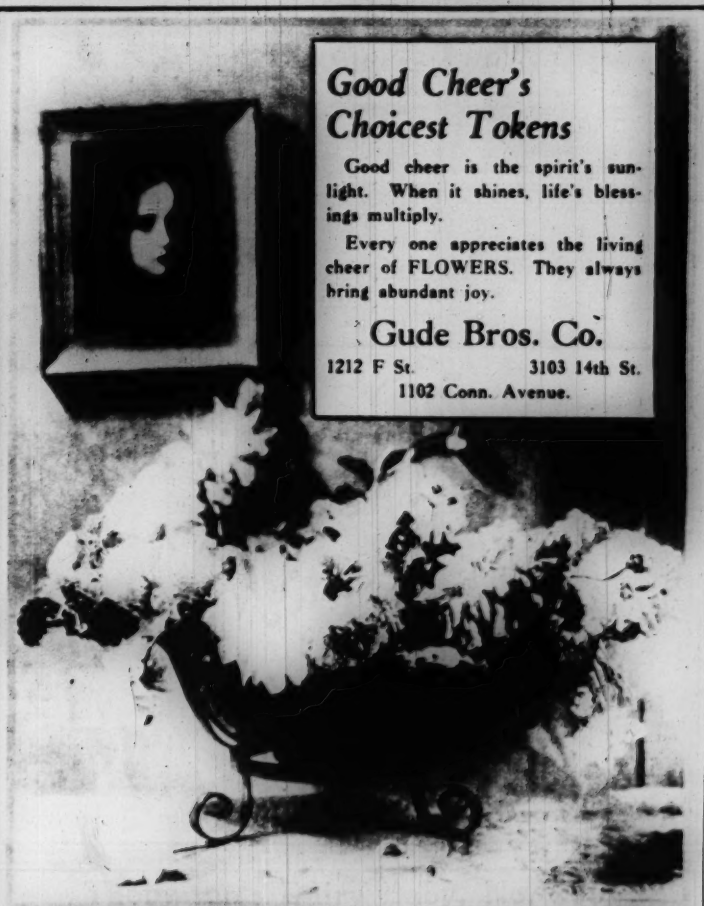 Good Cheer's
Choicest Tokens
Good cheer is the spirit's sun-
light. When it shines, life's bless-
ings multiply.
Every one appreciates the living
cheer of FLOWERS. They always
bring abundant joy.
Gude Bros. Co.
1212 F St. 3103 14th St.
1102 Conn. Avenue.